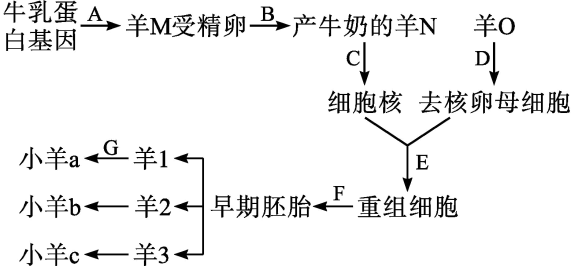 牛乳蛋 A 羊M受精卵 B 产牛奶的羊N 羊O
白基因
C D
细胞核 去核卵母细胞
小羊a G 羊1 E
小羊b 羊2 早期胚胎 F 重组细胞
小羊c 羊3